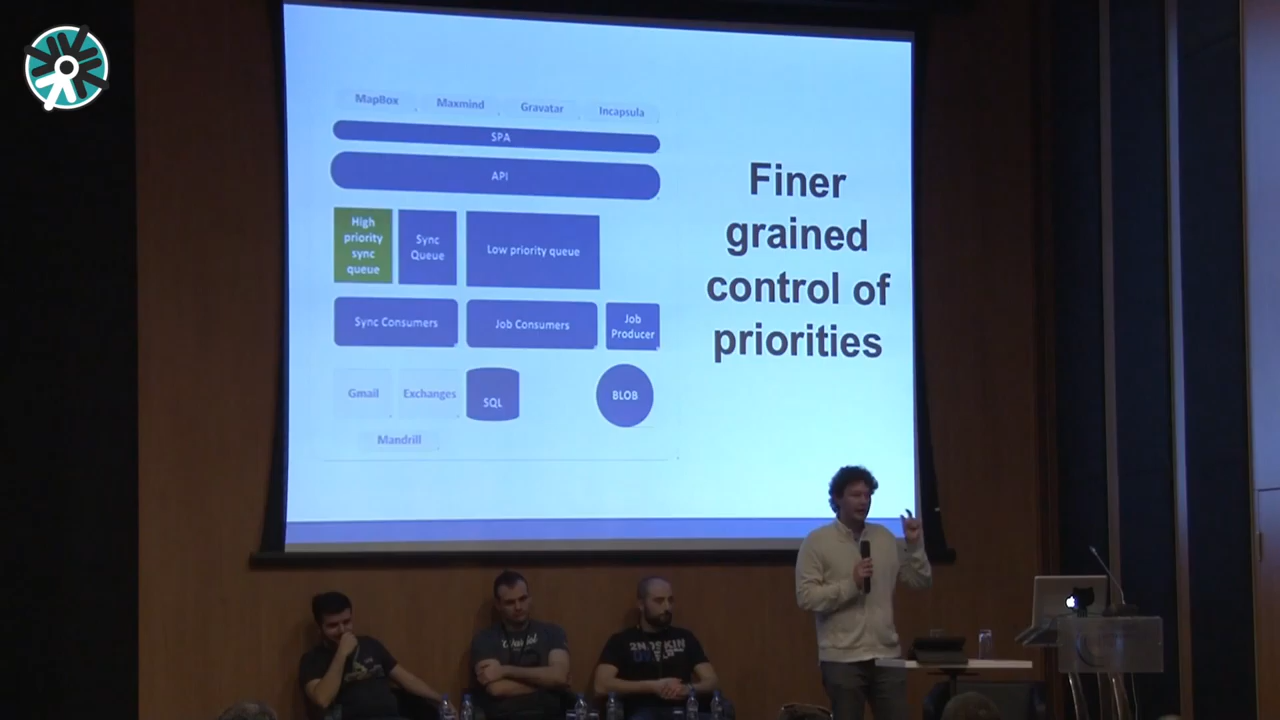 MapBox
Maxmind
Gravatar
Incapsula
SPA
API
High
priority
sync
queue
Sync
Queue
Low priority queue
Sync Consumers
Job Consumers
Job
Producer
Gmail
Exchanges
SQL
BLOB
Mandrill
Finer
grained
control of
priorities
2NDSKIN